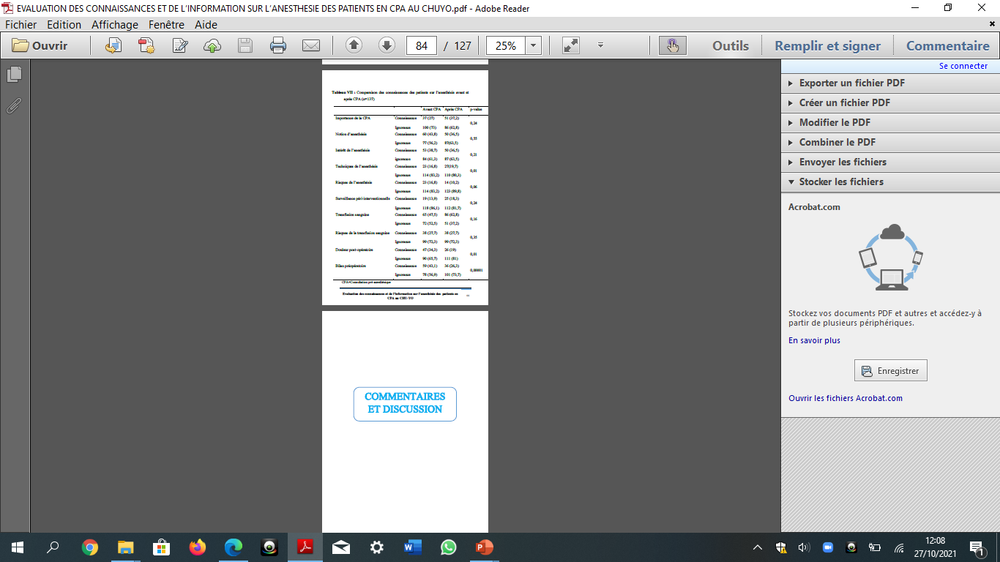 EVALUATION DES CONNAISSANCES ET DE L'INFORMATION SUR L'ANESTHESIE DES PATIENTS EN CPA AU CHUYO.pdf - Adobe Reader
Fichier Edition Affichage Fenêtre Aide
Ouvrir 84 / 127 25% Outils Remplir et signer Commentaire
Se connecter
Exporter un fichier PDF
Créer un fichier PDF
Modifier le PDF
Combiner le PDF
Envoyer les fichiers
Stocker les fichiers
Acrobat.com
Stockez vos documents PDF et autres et accédez-y à
partir de plusieurs périphériques.
En savoir plus
Enregistrer
Ouvrir les fichiers Acrobat.com
Tableau VII : Comparaison des connaissances des patients sur l'anesthésie avant et
après CPA (n=137)
Avant CPA Après CPA p-value
Importance de la CPA Connaissance 37 (27) 51 (37,2)
0,24
Ignorance 100 (73) 86 (62,8)
Notion d'anesthésie Connaissance 60 (43,8) 50 (36,5)
0,55
Ignorance 77 (56,2) 87(63,5)
Intérêt de l'anesthésie Connaissance 53 (38,7) 50 (36,5)
0,21
ignorance 84 (61,3) 87 (63,5)
Techniques de l'anesthésie Connaissance 23 (16,8) 27(19,7)
0,01
Ignorance 114 (83,2) 110 (80,3)
Risques de l'anesthésie Connaissance 23 (16,8) 14 (10,2)
0,06
Ignorance 114 (83,2) 123 (89,8)
Surveillance péri-interventionnelle Connaissance 19 (13,9) 25 (18,3)
0,24
Ignorance 118 (86,1) 112 (81,7)
Transfusion sanguine Connaissance 65 (47,5) 86 (62,8)
0,16
Ignorance 72 (52,5) 51 (37,2)
Risques de la transfusion sanguine Connaissance 38 (27,7) 38 (27,7)
0,35
Ignorance 99 (72,3) 99 (72,3)
Douleur post-opératoire Connaissance 47 (34,3) 26 (19)
0,01
Ignorance 90 (65,7) 111 (81)
Bilan préopératoire Connaissance 59 (43,1) 36 (26,3)
0,00001
Ignorance 78 (56,9) 101 (73,7)
CPA=Consultation pré anesthésique
Evaluation des connaissances et de l'information sur l'anesthésie des patients en
CPA au CHU-YO
COMMENTAIRES
ET DISCUSSION
12:08
27/10/2021
1